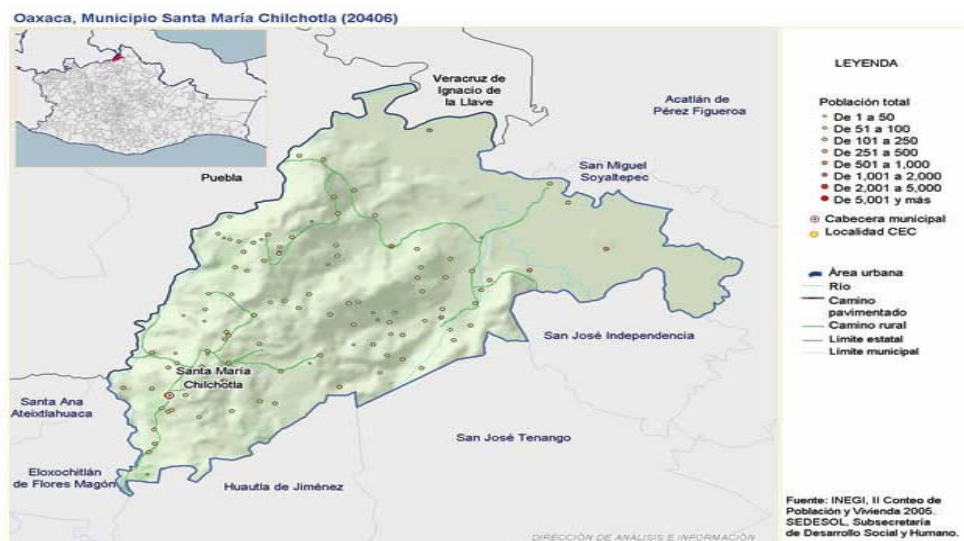 Oaxaca, Municipio Santa María Chilchotla (20406)
Veracruz de
Ignacio de
la Llave
Acatlán de
Pérez Figueroa
San Miguel
Soyaltepec
Puebla
San José Independencia
Santa María
Chilchotla
Santa Ana
Ateixtlahuaca
San José Tenango
Eloxochitlán
de Flores Magón
Huautla de Jiménez
DIRECCIÓN DE ANÁLISIS E INFORMACIÓN
LEYENDA
Población total
De 1 a 50
De 51 a 100
De 101 a 250
De 251 a 500
De 501 a 1,000
De 1,001 a 2,000
De 2,001 a 5,000
De 5,001 y más
Cabecera municipal
Localidad CEC
Área urbana
Río
Camino
pavimentado
Camino rural
Límite estatal
Límite municipal
Fuente: INEGI, II Conteo de
Población y Vivienda 2005.
SEDESOL, Subsecretaría
de Desarrollo Social y Humano.